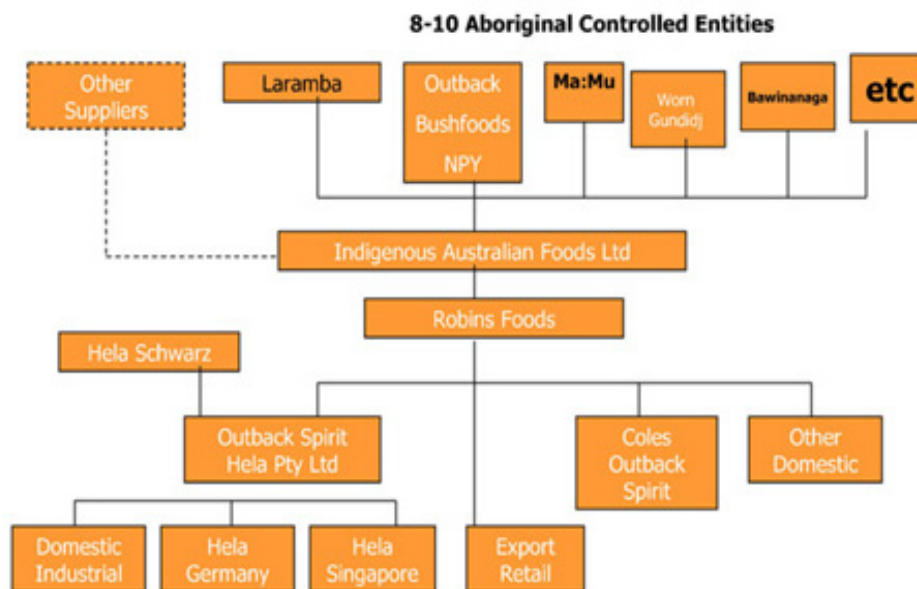 8-10 Aboriginal Controlled Entities
Other
Suppliers
Laramba
Outback
Bushfoods
NPY
Ma:Mu
Worn
Gundidj
Bawinanaga
etc
Indigenous Australian Foods Ltd
Robins Foods
Hela Schwarz
Outback Spirit
Hela Pty Ltd
Coles
Outback
Spirit
Other
Domestic
Domestic
Industrial
Hela
Germany
Hela
Singapore
Export
Retail